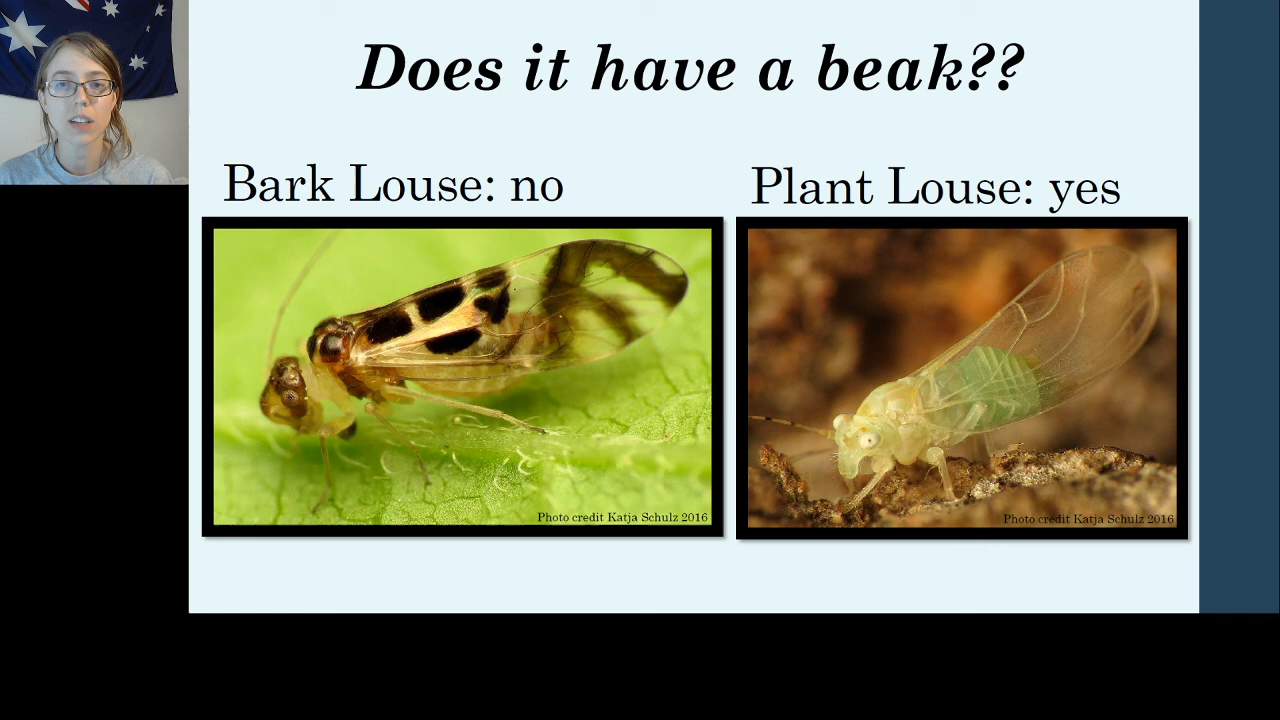 Does it have a beak??
Bark Louse: no
Plant Louse: yes
Photo credit Katja Schulz 2016
Photo credit Katja Schulz 2016